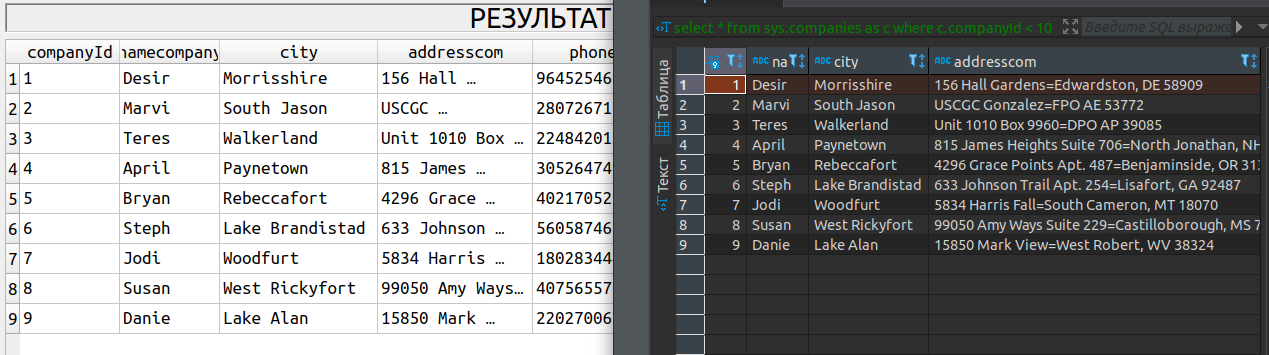 РЕЗУЛЬТАТ
companyId namecompany city addresscom phone
1 1 Desir Morrisshire 156 Hall … 96452546
2 2 Marvi South Jason USCGC … 28072671
3 3 Teres Walkerland Unit 1010 Box … 22484201
4 4 April Paynetown 815 James … 30526474
5 5 Bryan Rebeccafort 4296 Grace … 40217052
6 6 Steph Lake Brandistad 633 Johnson … 56058746
7 7 Jodi Woodfurt 5834 Harris … 18028344
8 8 Susan West Rickyfort 99050 Amy Ways… 40756557
9 9 Danie Lake Alan 15850 Mark … 22027006
select * from sys.companies as c where c.companyId < 10 Введите SQL выраже
Таблица
Текст
na city addresscom
1 1 Desir Morrisshire 156 Hall Gardens=Edwardston, DE 58909
2 2 Marvi South Jason USCGC Gonzalez=FPO AE 53772
3 3 Teres Walkerland Unit 1010 Box 9960=DPO AP 39085
4 4 April Paynetown 815 James Heights Suite 706=North Jonathan, NH
5 5 Bryan Rebeccafort 4296 Grace Points Apt. 487=Benjaminside, OR 313
6 6 Steph Lake Brandistad 633 Johnson Trail Apt. 254=Lisafort, GA 92487
7 7 Jodi Woodfurt 5834 Harris Fall=South Cameron, MT 18070
8 8 Susan West Rickyfort 99050 Amy Ways Suite 229=Castilloborough, MS 7
9 9 Danie Lake Alan 15850 Mark View=West Robert, WV 38324